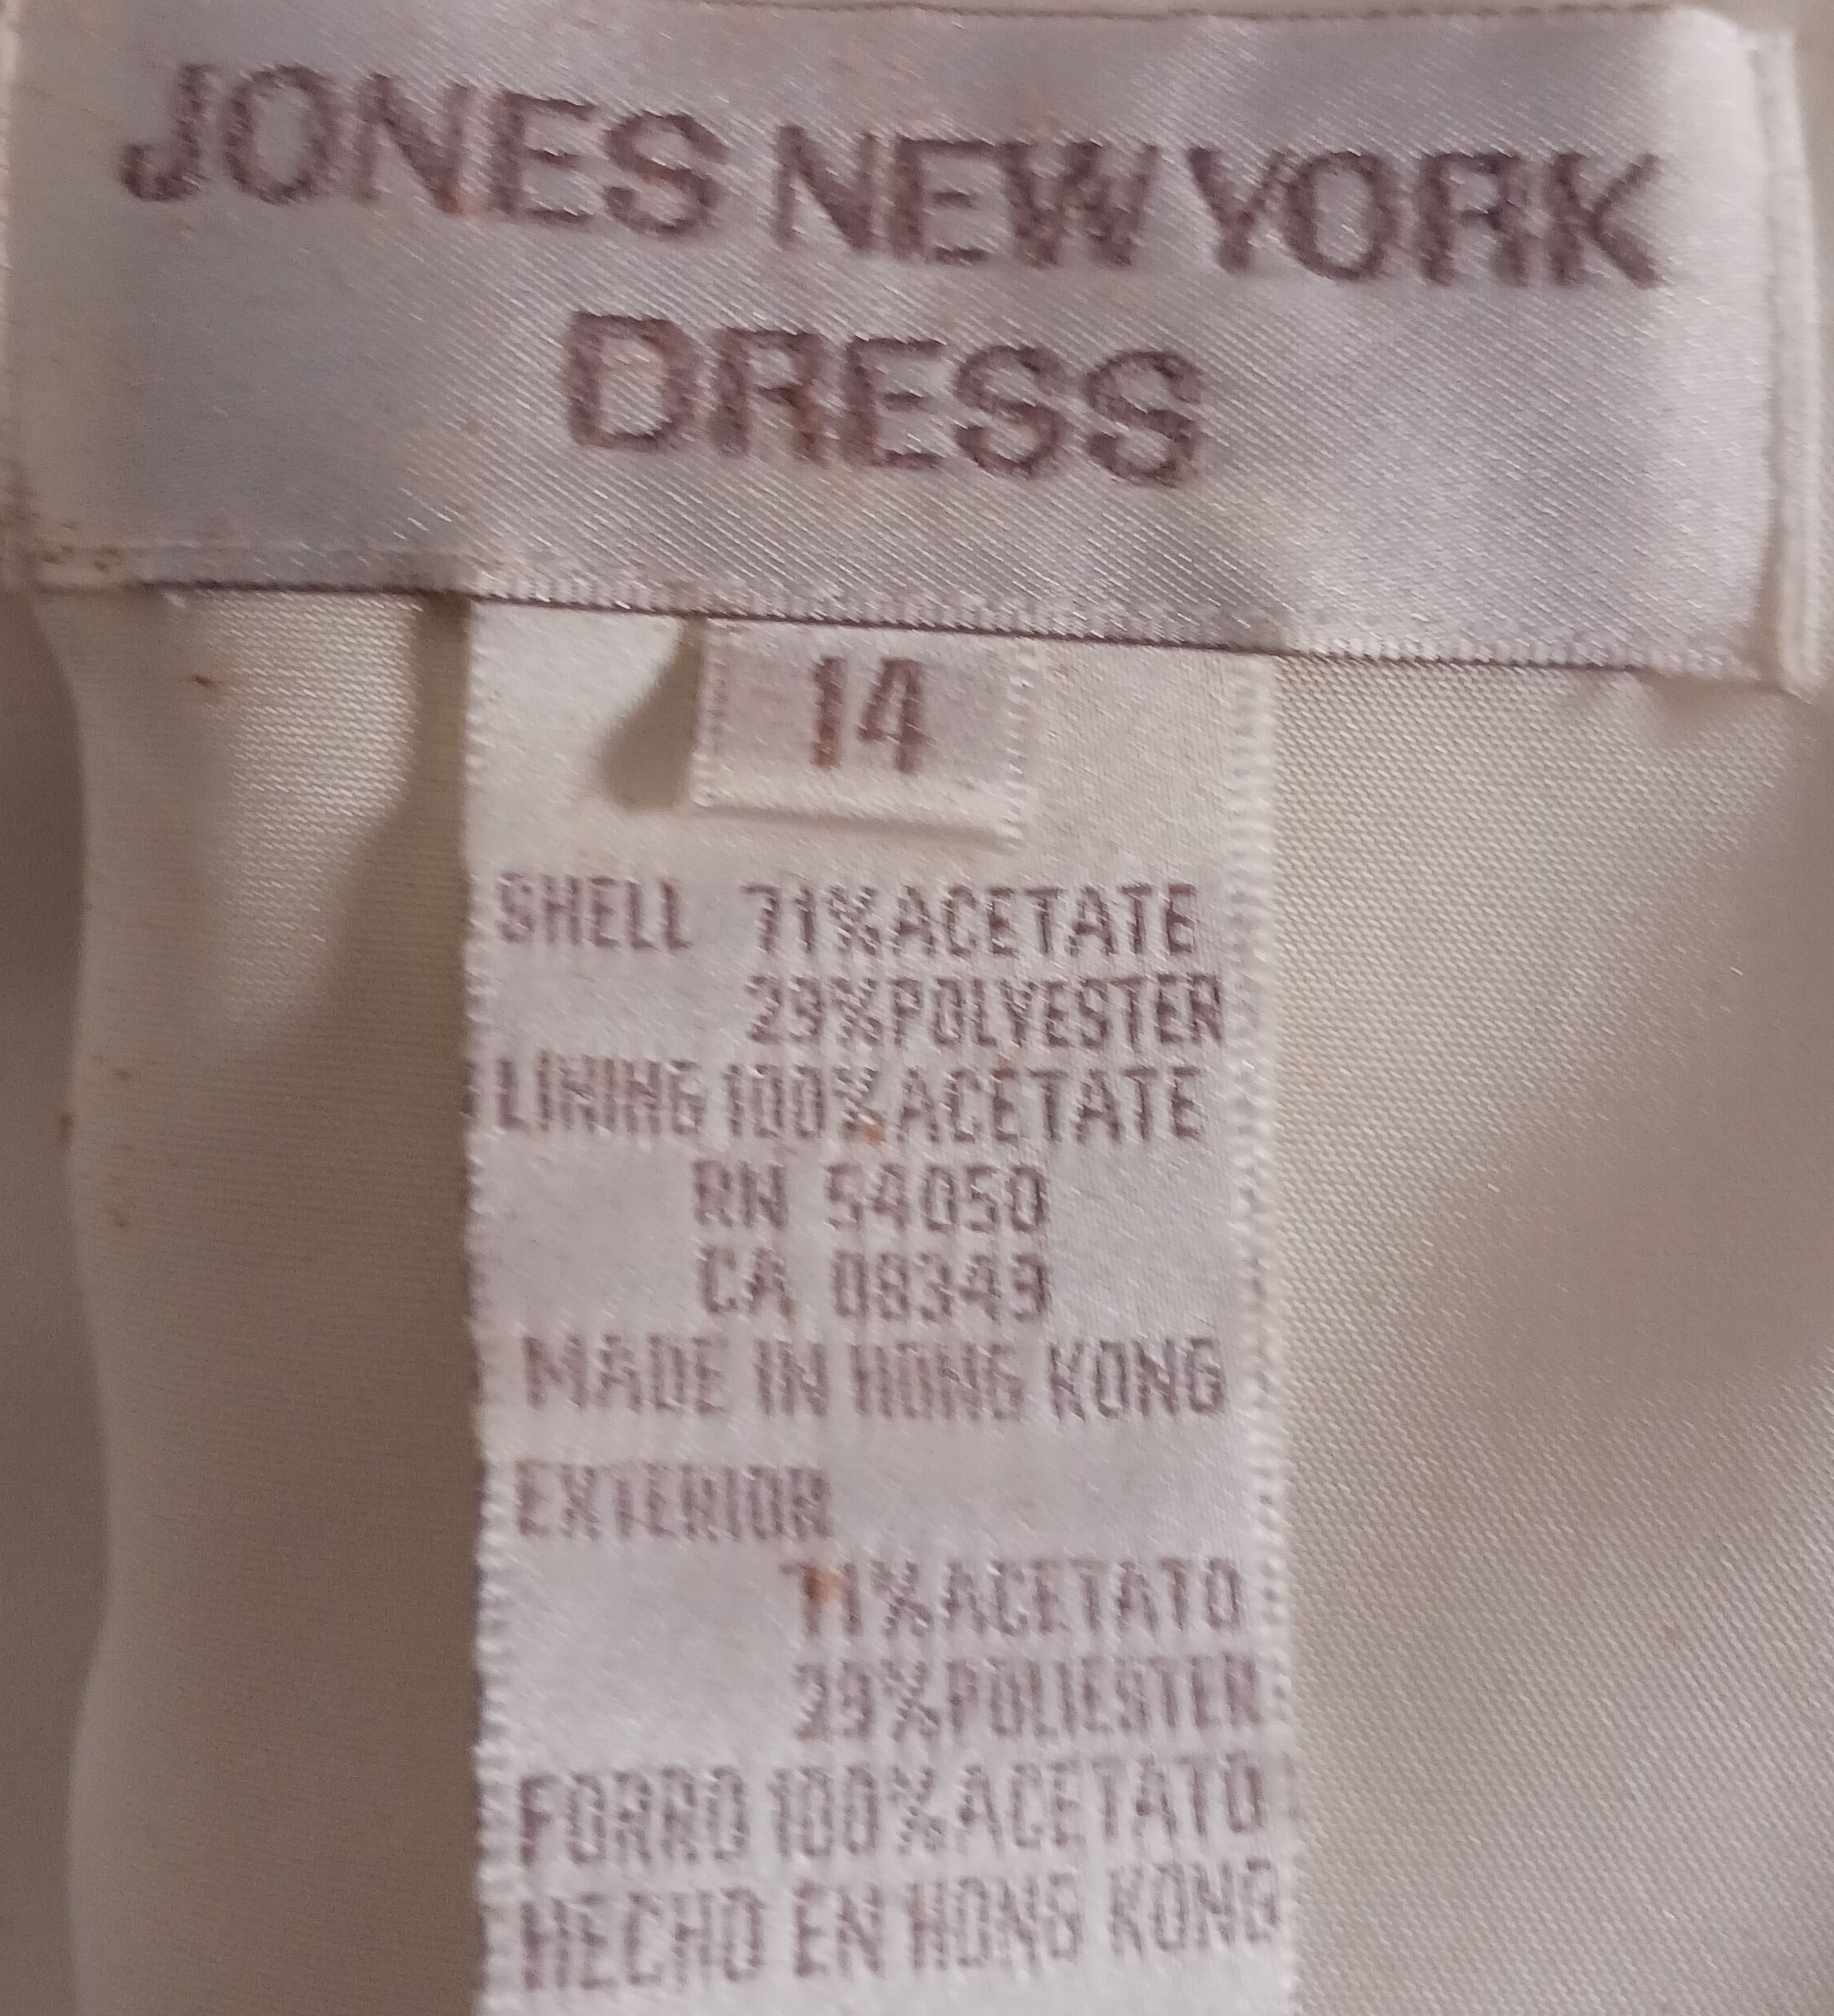 JONES NEW YORK
DRESS
14
SHELL 71% ACETATE
29% POLYESTER
LINING 100% ACETATE
RN 54050
CA 08349
MADE IN HONG KONG
EXTERIOR
71% ACETATO
29% POLIESTER
FORRO 100% ACETATO
HECHO EN HONG KONG